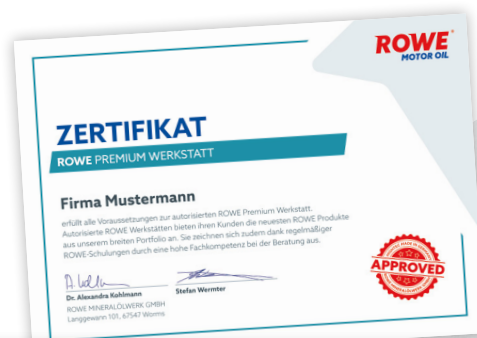 ROWE
MOTOR OIL
ZERTIFIKAT
ROWE PREMIUM WERKSTATT
Firma Mustermann
erfüllt alle Voraussetzungen zur autorisierten ROWE Premium Werkstatt.
Autorisierte ROWE Werkstätten bieten ihren Kunden die neuesten ROWE Produkte
aus unserem breiten Portfolio an. Sie zeichnen sich zudem dank regelmäßiger
ROWE-Schulungen durch eine hohe Fachkompetenz bei der Beratung aus.
Dr. Alexandra Kohlmann
Stefan Wermter
ROWE MINERALÖLWERK GMBH
Langgewann 101, 67547 Worms
APPROVED